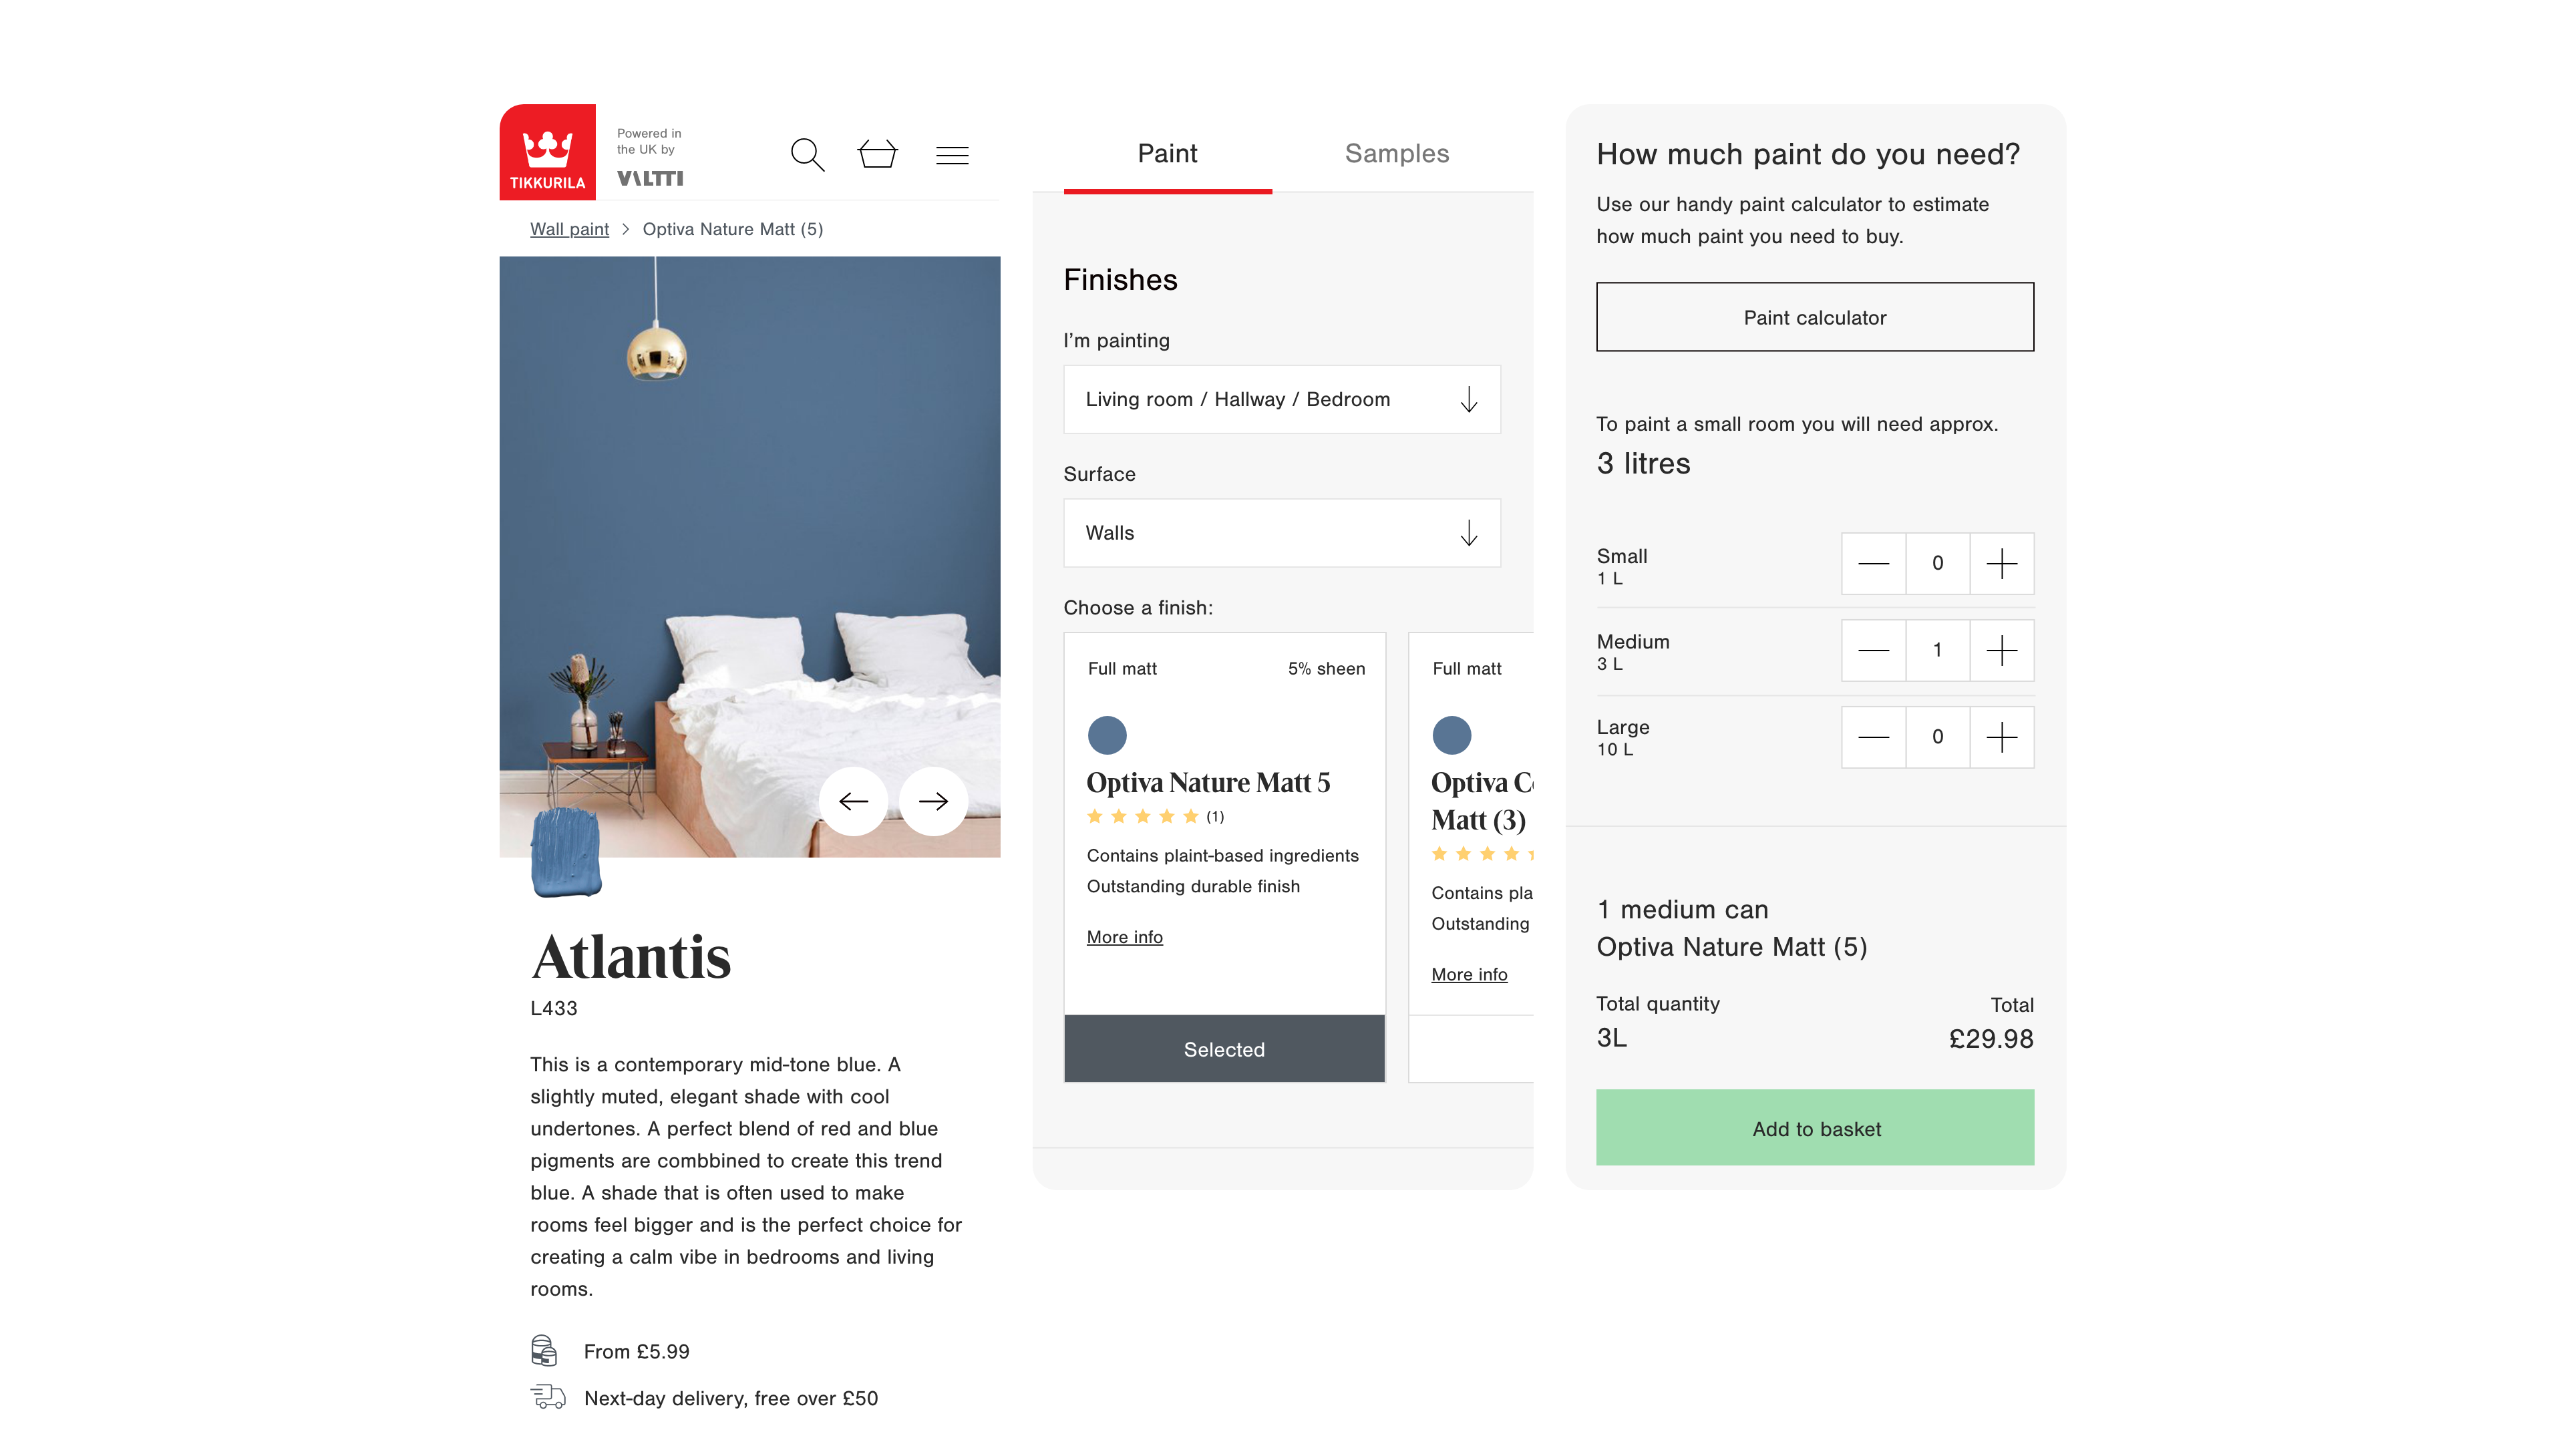 TIKKURILA
Powered in
the UK by
VALTTI
Wall paint > Optiva Nature Matt (5)
Atlantis
L433
This is a contemporary mid-tone blue. A
slightly muted, elegant shade with cool
undertones. A perfect blend of red and blue
pigments are combbined to create this trend
blue. A shade that is often used to make
rooms feel bigger and is the perfect choice for
creating a calm vibe in bedrooms and living
rooms.
From £5.99
Next-day delivery, free over £50
Paint
Samples
Finishes
I'm painting
Living room / Hallway / Bedroom
Surface
Walls
Choose a finish:
Full matt 5% sheen
Optiva Nature Matt 5
(1)
Contains plant-based ingredients
Outstanding durable finish
More info
Selected
Full matt
Optiva
Matt (3)
Contains
Outstanding
More info
How much paint do you need?
Use our handy paint calculator to estimate
how much paint you need to buy.
Paint calculator
To paint a small room you will need approx.
3 litres
Small
1 L
0
Medium
3 L
1
Large
10 L
0
1 medium can
Optiva Nature Matt (5)
Total quantity Total
3L £29.98
Add to basket